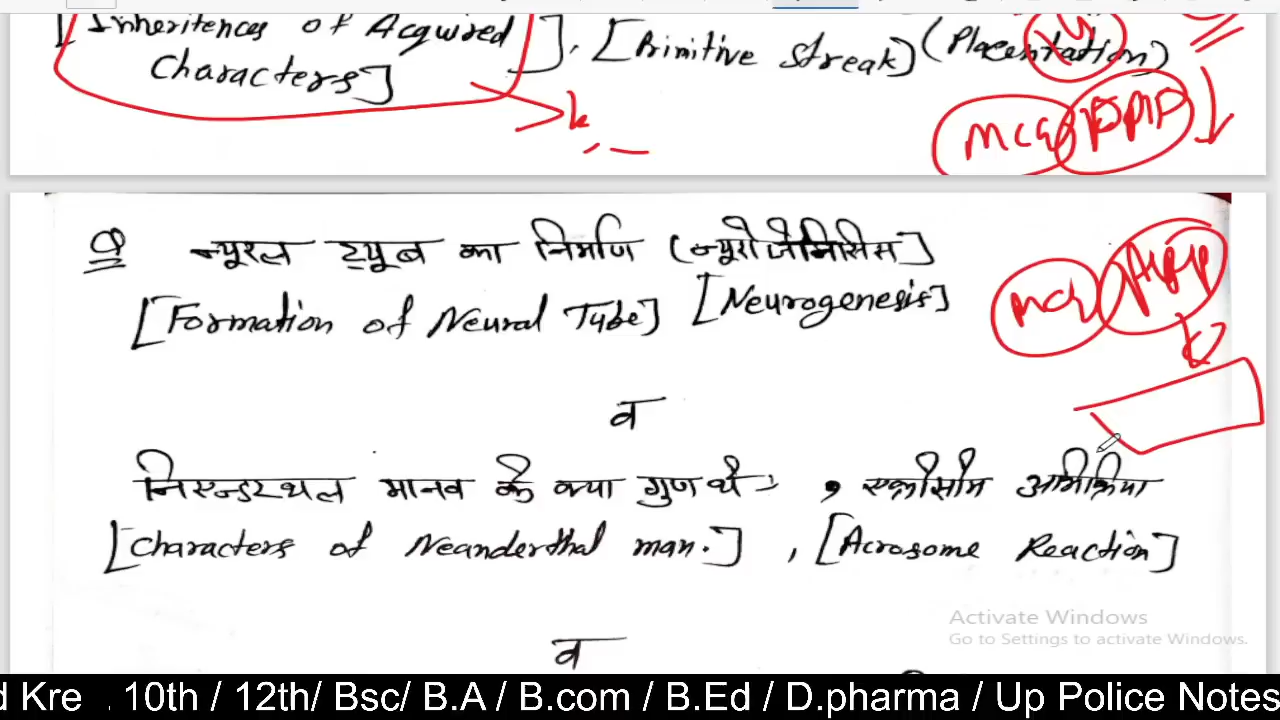 [Inheritences of Acquired
Characters]], [Primitive Streak] (Placentation)
MCQ
Q न्यूरल ट्यूब का निर्माण (न्यूरोजेनिसिस]
[Formation of Neural Tube] [Neurogenesis]
MCQ
व
निएन्डरथल मानव के क्या गुण थे:- , एक्रोसोम अभिक्रिया
[Characters of Neanderthal man.] , [Acrosome Reaction]
व
Activate Windows
Go to Settings to activate Windows.
d Kre . 10th / 12th/ Bsc/ B.A / B.com / B.Ed / D.pharma / Up Police Notes